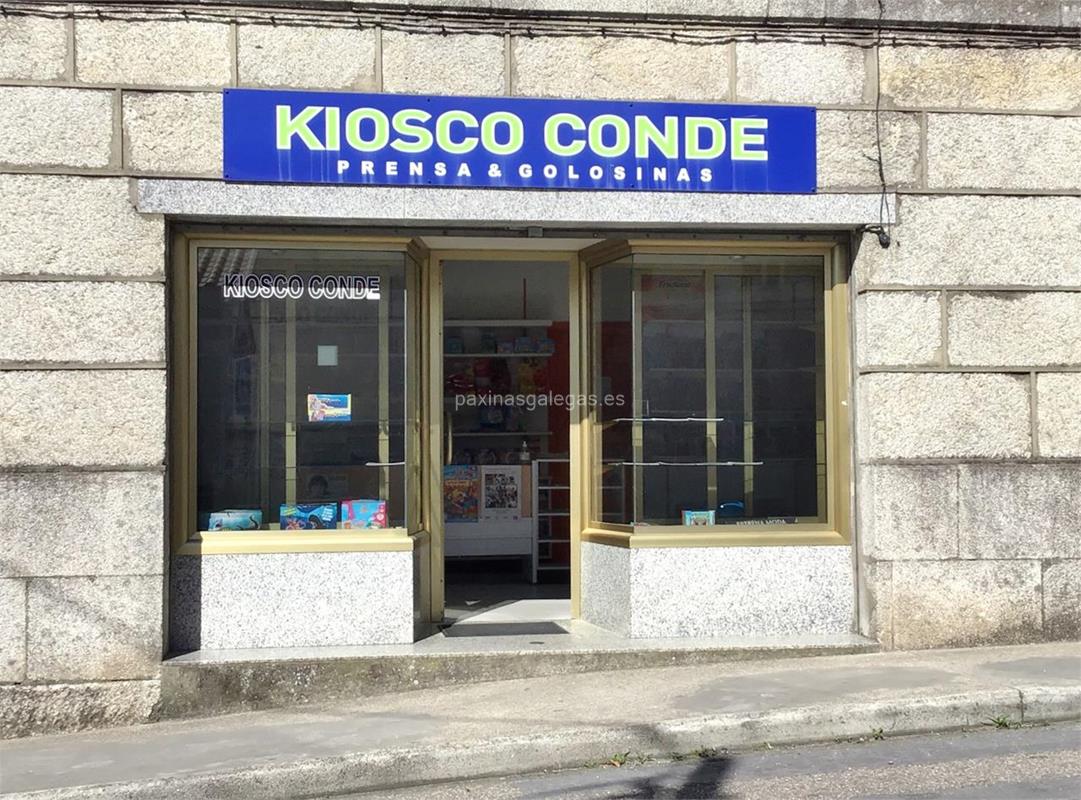 KIOSCO CONDE
PRENSA & GOLOSINAS
KIOSCO CONDE
paxinasgalegas.es